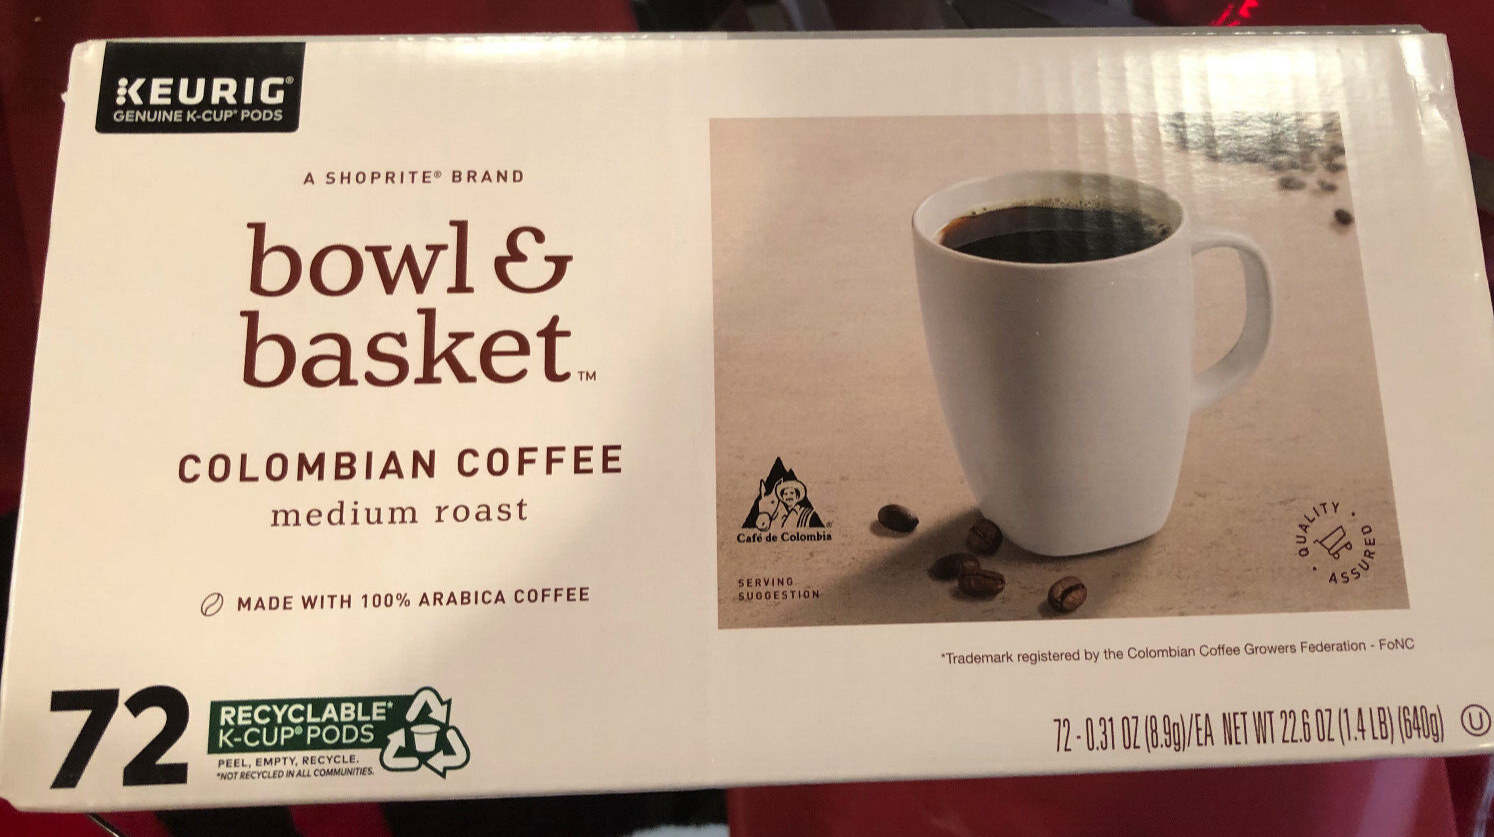 KEURIG®
GENUINE K-CUP® PODS
A SHOPRITE® BRAND
bowl &
basket™
COLOMBIAN COFFEE
medium roast
MADE WITH 100% ARABICA COFFEE
72
RECYCLABLE*
K-CUP® PODS
PEEL, EMPTY, RECYCLE.
*NOT RECYCLED IN ALL COMMUNITIES.
®
Café de Colombia
SERVING
SUGGESTION
· QUALITY ·
ASSURED
*Trademark registered by the Colombian Coffee Growers Federation - FoNC
72 - 0.31 OZ (8.9g)/EA NET WT 22.6 OZ (1.4 LB) (640g) U